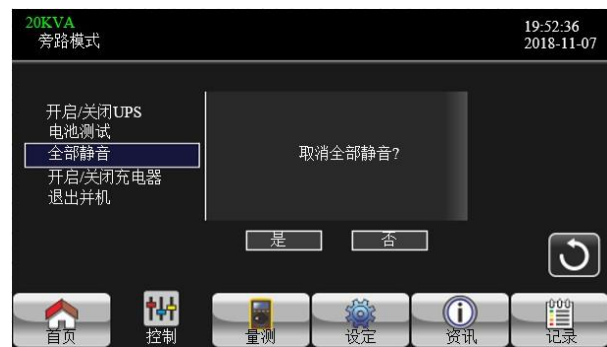 20KVA
旁路模式
19:52:36
2018-11-07
开启/关闭UPS
电池测试
全部静音
开启/关闭充电器
退出并机
取消全部静音?
是
否
首页
控制
量测
设定
资讯
记录